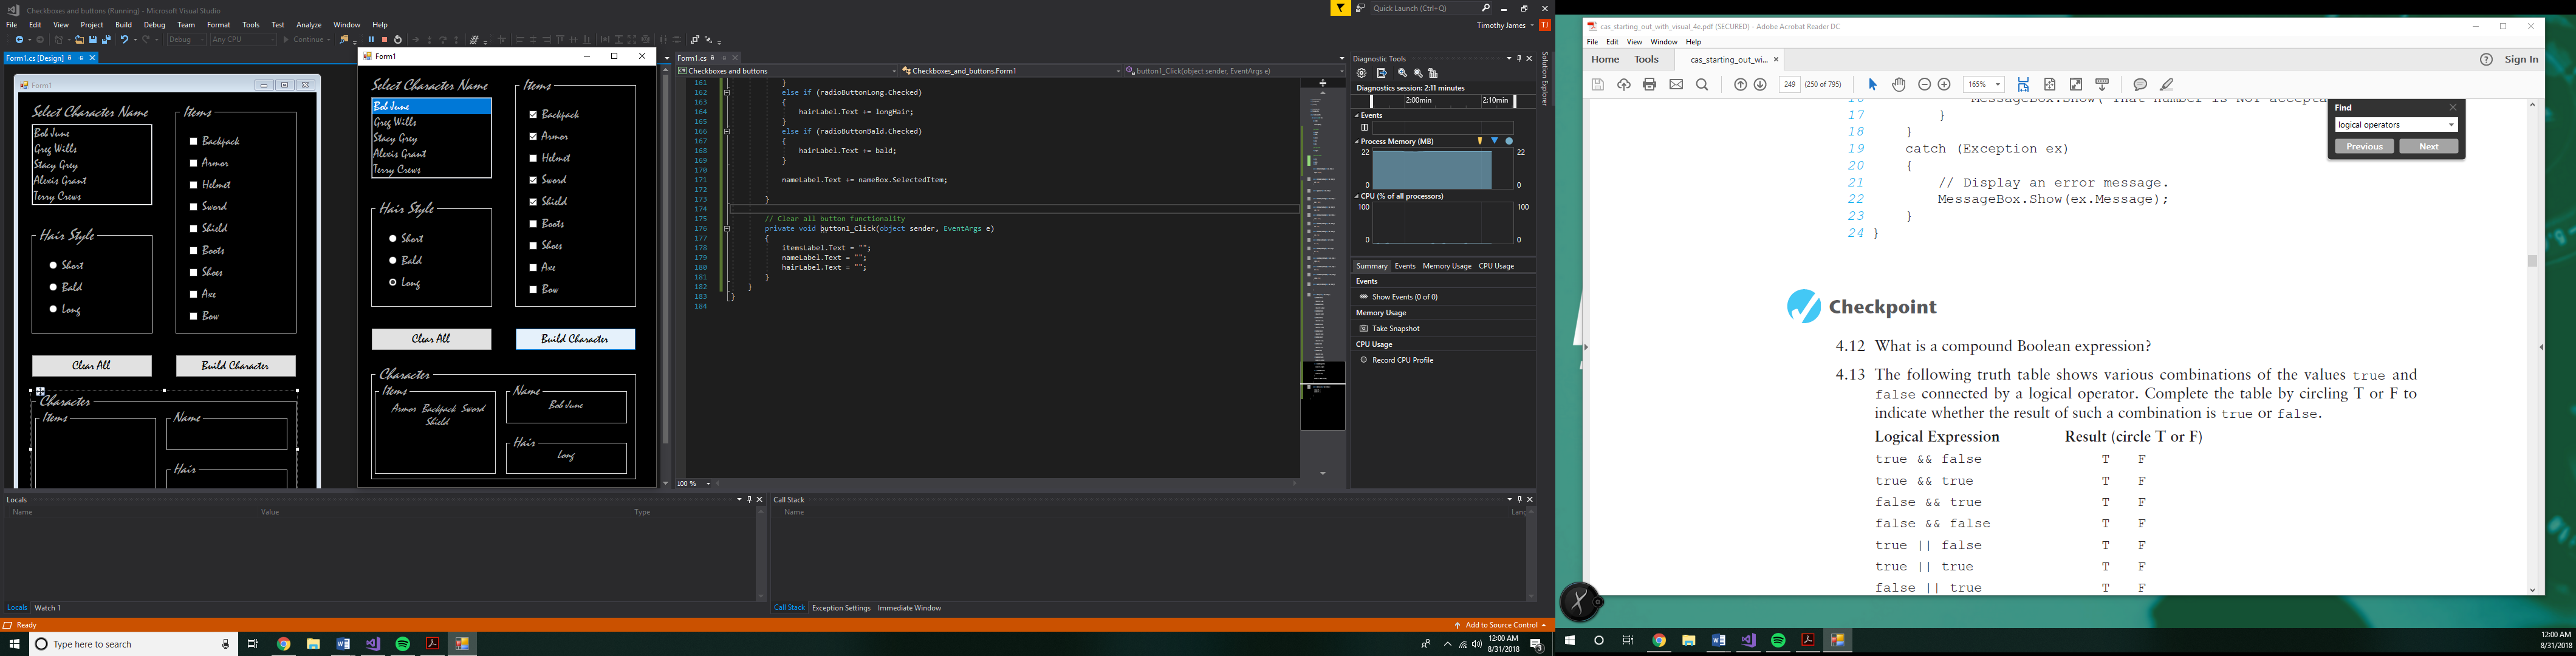 Checkboxes and buttons (Running) - Microsoft Visual Studio
Quick Launch (Ctrl+Q)
File Edit View Project Build Debug Team Format Tools Test Analyze Window Help
Timothy James TJ
Debug Any CPU Continue
Form1.cs [Design]
Form1
Select Character Name
Bob June
Greg Wills
Stacy Grey
Alexis Grant
Terry Crews
Items
Backpack
Armor
Helmet
Sword
Shield
Boots
Shoes
Axe
Bow
Hair Style
Short
Bald
Long
Clear All
Build Character
Character
Items
Name
Hair
Form1
Select Character Name
Bob June
Greg Wills
Stacy Grey
Alexis Grant
Terry Crews
Items
Backpack
Armor
Helmet
Sword
Shield
Boots
Shoes
Axe
Bow
Hair Style
Short
Bald
Long
Clear All
Build Character
Character
Items
Armor Backpack Sword
Shield
Name
Bob June
Hair
Long
Form1.cs
Checkboxes and buttons
Checkboxes_and_buttons.Form1
button1_Click(object sender, EventArgs e)
161 }
162 else if (radioButtonLong.Checked)
163 {
164 hairLabel.Text += longHair;
165 }
166 else if (radioButtonBald.Checked)
167 {
168 hairLabel.Text += bald;
169 }
170
171 nameLabel.Text += nameBox.SelectedItem;
172
173 }
174
175 // Clear all button functionality
176 private void button1_Click(object sender, EventArgs e)
177 {
178 itemsLabel.Text = "";
179 nameLabel.Text = "";
180 hairLabel.Text = "";
181 }
182 }
183 }
184
100 %
Diagnostic Tools
Diagnostics session: 2:11 minutes
2:00min 2:10min
Events
Process Memory (MB)
22 22
0 0
CPU (% of all processors)
100 100
0 0
Summary Events Memory Usage CPU Usage
Events
Show Events (0 of 0)
Memory Usage
Take Snapshot
CPU Usage
Record CPU Profile
Solution Explorer
Locals
Name Value Type
Locals Watch 1
Call Stack
Name Lang
Call Stack Exception Settings Immediate Window
Ready
Add to Source Control
Type here to search
12:00 AM
8/31/2018
cas_starting_out_with_visual_4e.pdf (SECURED) - Adobe Acrobat Reader DC
File Edit View Window Help
Home Tools cas_starting_out_wi... Sign In
249 (250 of 795) 165%
Find
logical operators
Previous Next
16 MessageBox.Show("That number is NOT accepta
17 }
18 }
19 catch (Exception ex)
20 {
21 // Display an error message.
22 MessageBox.Show(ex.Message);
23 }
24 }
Checkpoint
4.12 What is a compound Boolean expression?
4.13 The following truth table shows various combinations of the values true and
false connected by a logical operator. Complete the table by circling T or F to
indicate whether the result of such a combination is true or false.
Logical Expression Result (circle T or F)
true && false T F
true && true T F
false && true T F
false && false T F
true || false T F
true || true T F
false || true T F
12:00 AM
8/31/2018